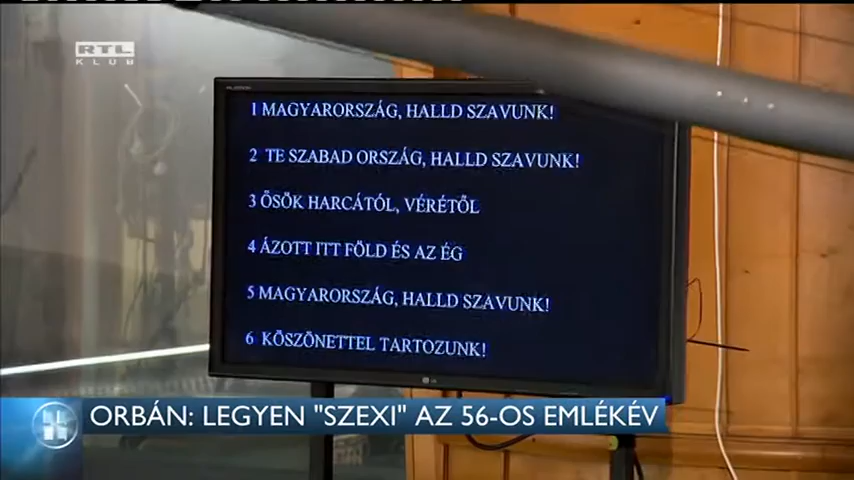 RTL
KLUB
1 MAGYARORSZÁG, HALLD SZAVUNK!
2 TE SZABAD ORSZÁG, HALLD SZAVUNK!
3 ŐSÖK HARCÁTÓL, VÉRÉTŐL
4 ÁZOTT ITT FÖLD ÉS AZ ÉG
5 MAGYARORSZÁG, HALLD SZAVUNK!
6 KÖSZÖNETTEL TARTOZUNK!
LG
ORBÁN: LEGYEN "SZEXI" AZ 56-OS EMLÉKÉV